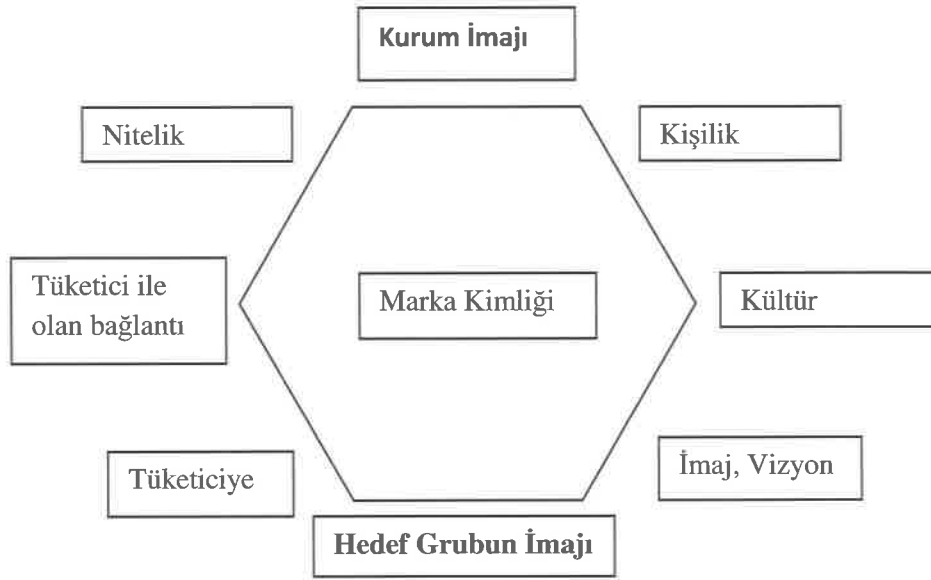 Kurum İmajı
Nitelik
Kişilik
Tüketici ile
olan bağlantı
Marka Kimliği
Kültür
Tüketiciye
İmaj, Vizyon
Hedef Grubun İmajı